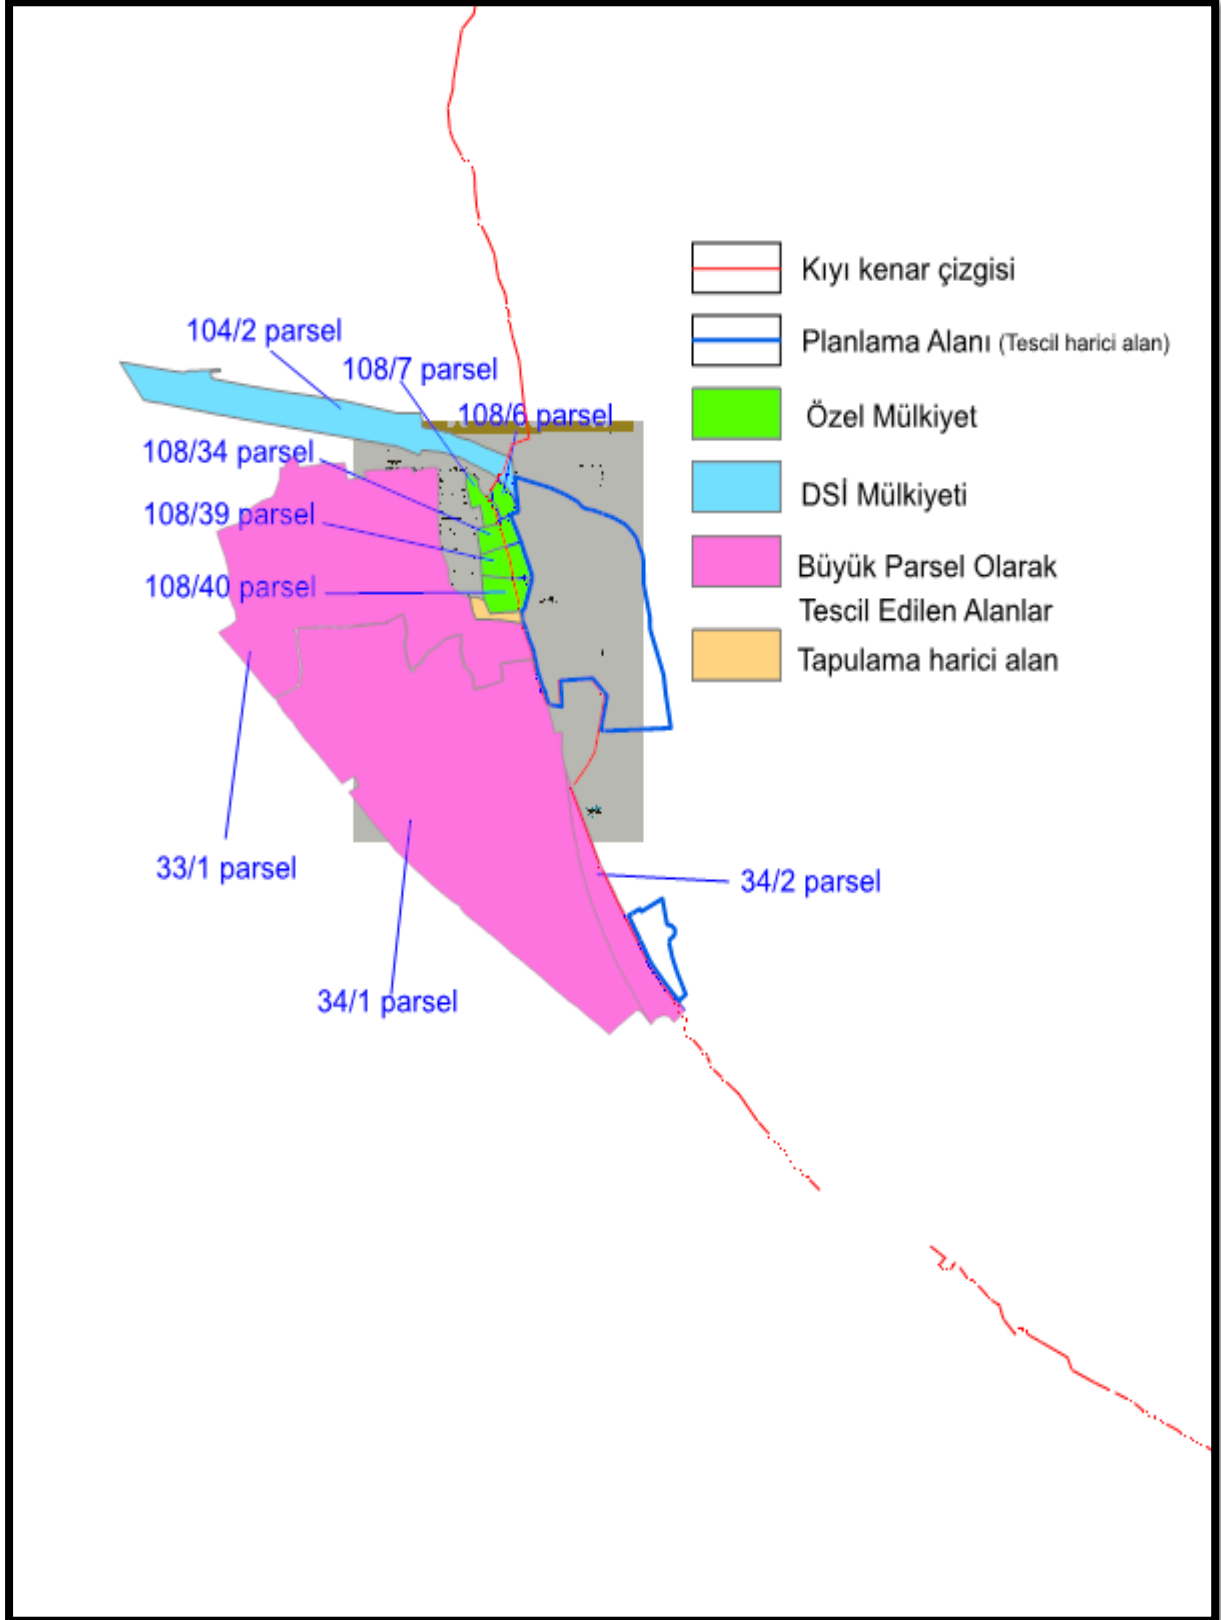 Kıyı kenar çizgisi
104/2 parsel
Planlama Alanı (Tescil harici alan)
108/7 parsel
108/6 parsel
Özel Mülkiyet
108/34 parsel
DSİ Mülkiyeti
108/39 parsel
Büyük Parsel Olarak
108/40 parsel
Tescil Edilen Alanlar
Tapulama harici alan
33/1 parsel
34/2 parsel
34/1 parsel